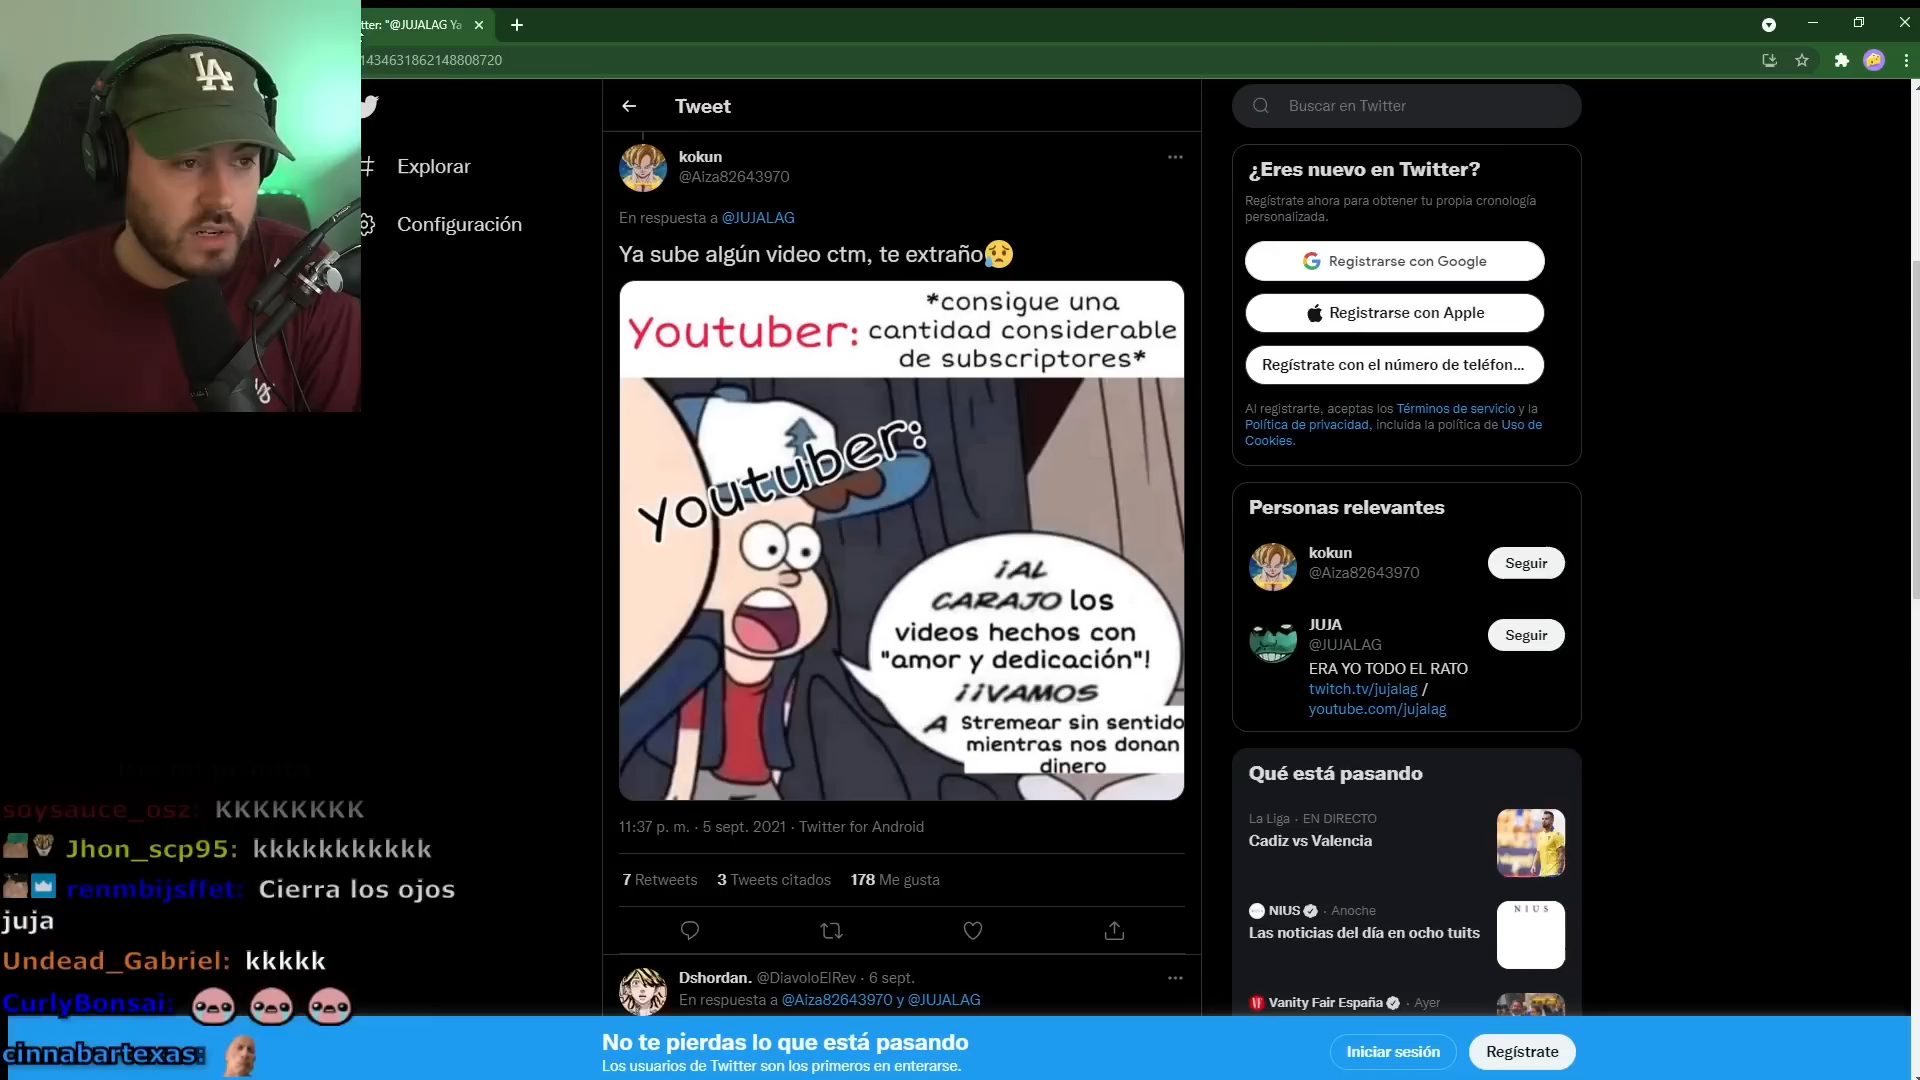 tter: "@JUJALAG Ya
1434631862148808720
LA
Explorar
Configuración
Tweet
kokun
@Aiza82643970
En respuesta a @JUJALAG
Ya sube algún video ctm, te extraño
Youtuber:
*consigue una
cantidad considerable
de subscriptores*
youtuber:
¡AL
CARAJO los
videos hechos con
"amor y dedicación"!
¡¡VAMOS
A Stremear sin sentido
mientras nos donan
dinero
11:37 p. m. · 5 sept. 2021 · Twitter for Android
7 Retweets 3 Tweets citados 178 Me gusta
Dshordan. @DiavoloElRev · 6 sept.
En respuesta a @Aiza82643970 y @JUJALAG
Buscar en Twitter
¿Eres nuevo en Twitter?
Regístrate ahora para obtener tu propia cronología
personalizada.
Registrarse con Google
Registrarse con Apple
Regístrate con el número de teléfon...
Al registrarte, aceptas los Términos de servicio y la
Política de privacidad, incluida la política de Uso de
Cookies.
Personas relevantes
kokun
@Aiza82643970
Seguir
JUJA
@JUJALAG
Seguir
ERA YO TODO EL RATO
twitch.tv/jujalag /
youtube.com/jujalag
Qué está pasando
La Liga · EN DIRECTO
Cadiz vs Valencia
NIUS · Anoche
Las noticias del día en ocho tuits
NIUS
Vanity Fair España · Ayer
soysauce_osz: KKKKKKKK
Jhon_scp95: kkkkkkkkkkk
renmbijsffet: Cierra los ojos
juja
Undead_Gabriel: kkkkk
CurlyBonsai:
cinnabartexas:
No te pierdas lo que está pasando
Los usuarios de Twitter son los primeros en enterarse.
Iniciar sesión
Regístrate